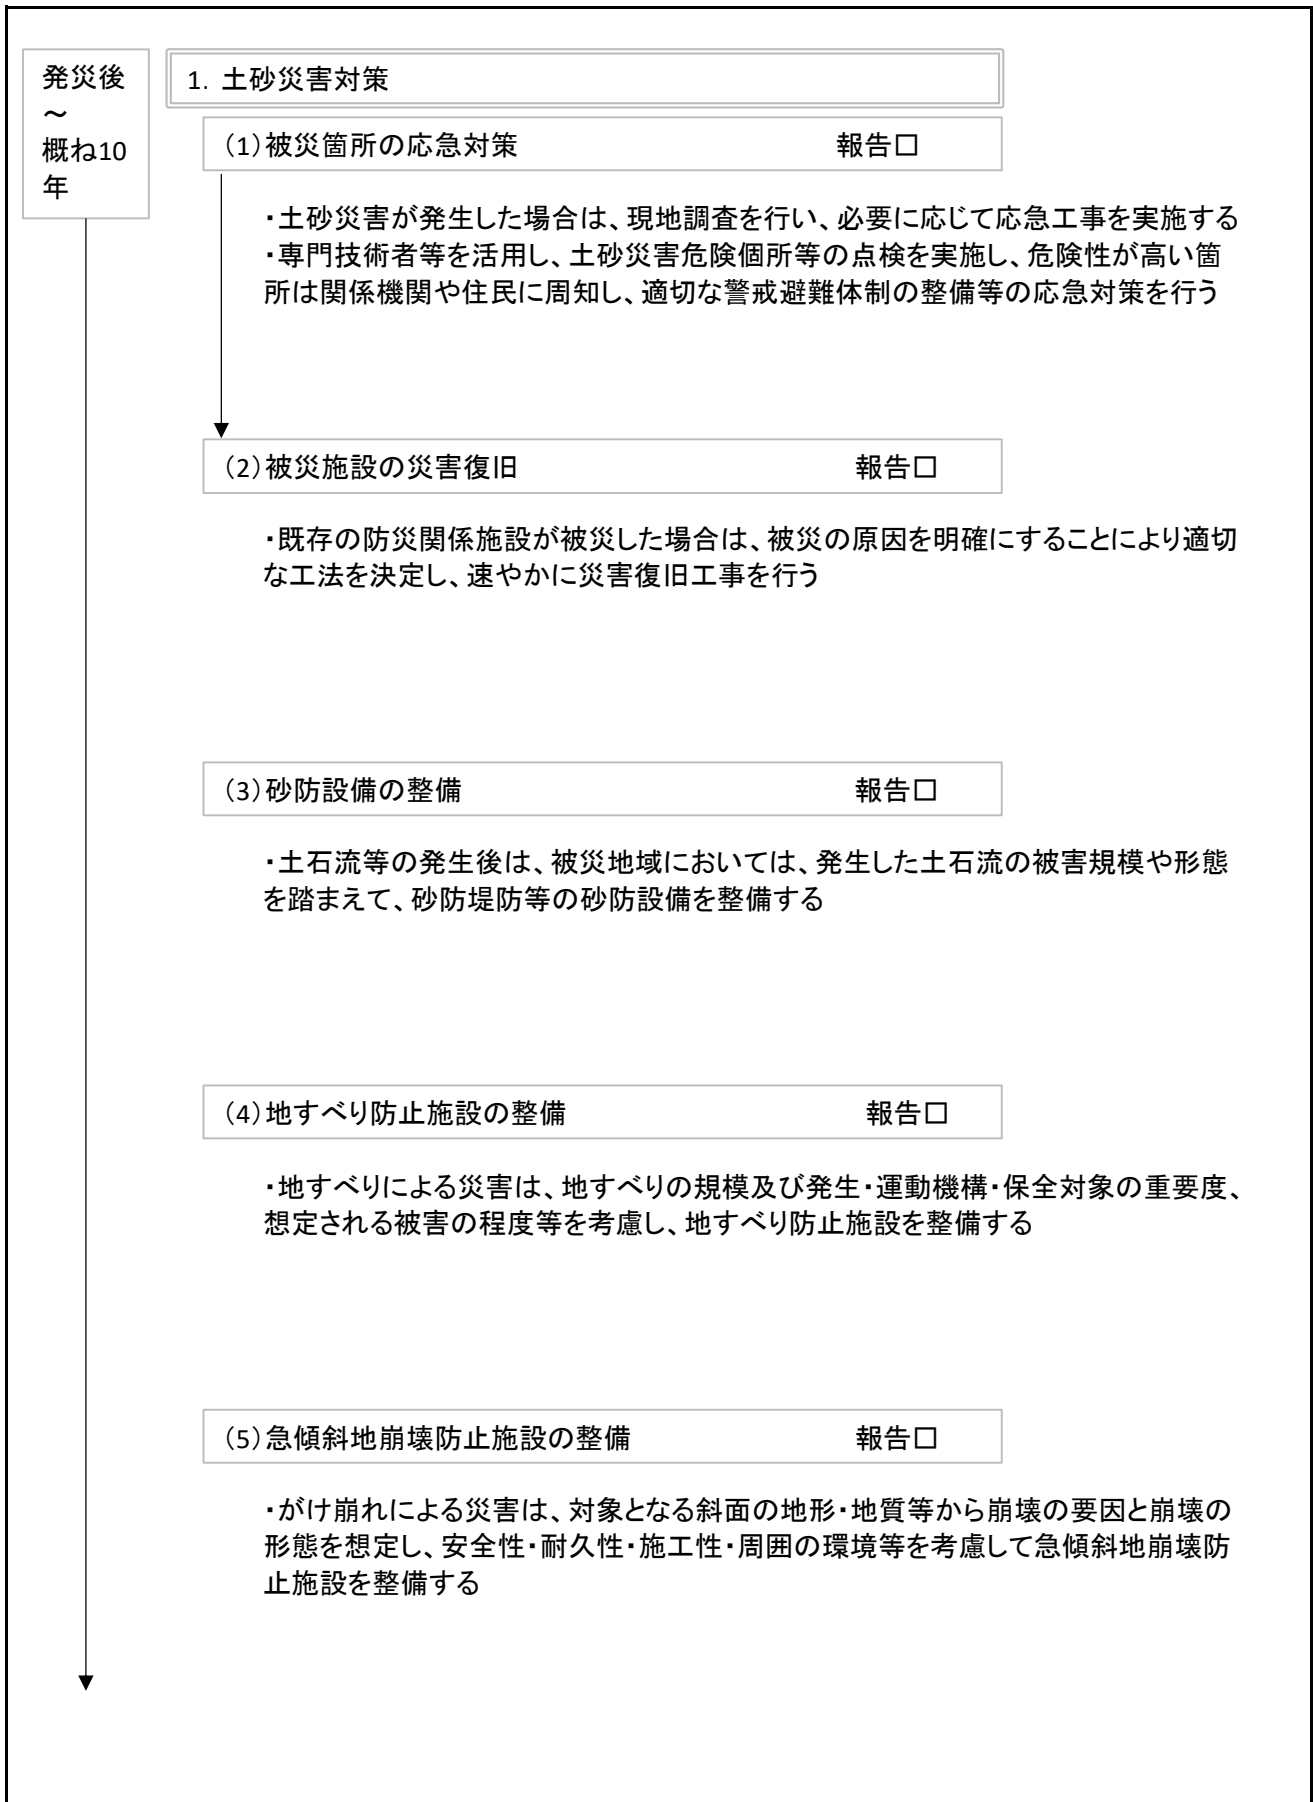 発災後
～
概ね10
年
1. 土砂災害対策
(1)被災箇所の応急対策 報告□
・土砂災害が発生した場合は、現地調査を行い、必要に応じて応急工事を実施する
・専門技術者等を活用し、土砂災害危険個所等の点検を実施し、危険性が高い箇
所は関係機関や住民に周知し、適切な警戒避難体制の整備等の応急対策を行う
(2)被災施設の災害復旧 報告□
・既存の防災関係施設が被災した場合は、被災の原因を明確にすることにより適切
な工法を決定し、速やかに災害復旧工事を行う
(3)砂防設備の整備 報告□
・土石流等の発生後は、被災地域においては、発生した土石流の被害規模や形態
を踏まえて、砂防堤防等の砂防設備を整備する
(4)地すべり防止施設の整備 報告□
・地すべりによる災害は、地すべりの規模及び発生・運動機構・保全対象の重要度、
想定される被害の程度等を考慮し、地すべり防止施設を整備する
(5)急傾斜地崩壊防止施設の整備 報告□
・がけ崩れによる災害は、対象となる斜面の地形・地質等から崩壊の要因と崩壊の
形態を想定し、安全性・耐久性・施工性・周囲の環境等を考慮して急傾斜地崩壊防
止施設を整備する